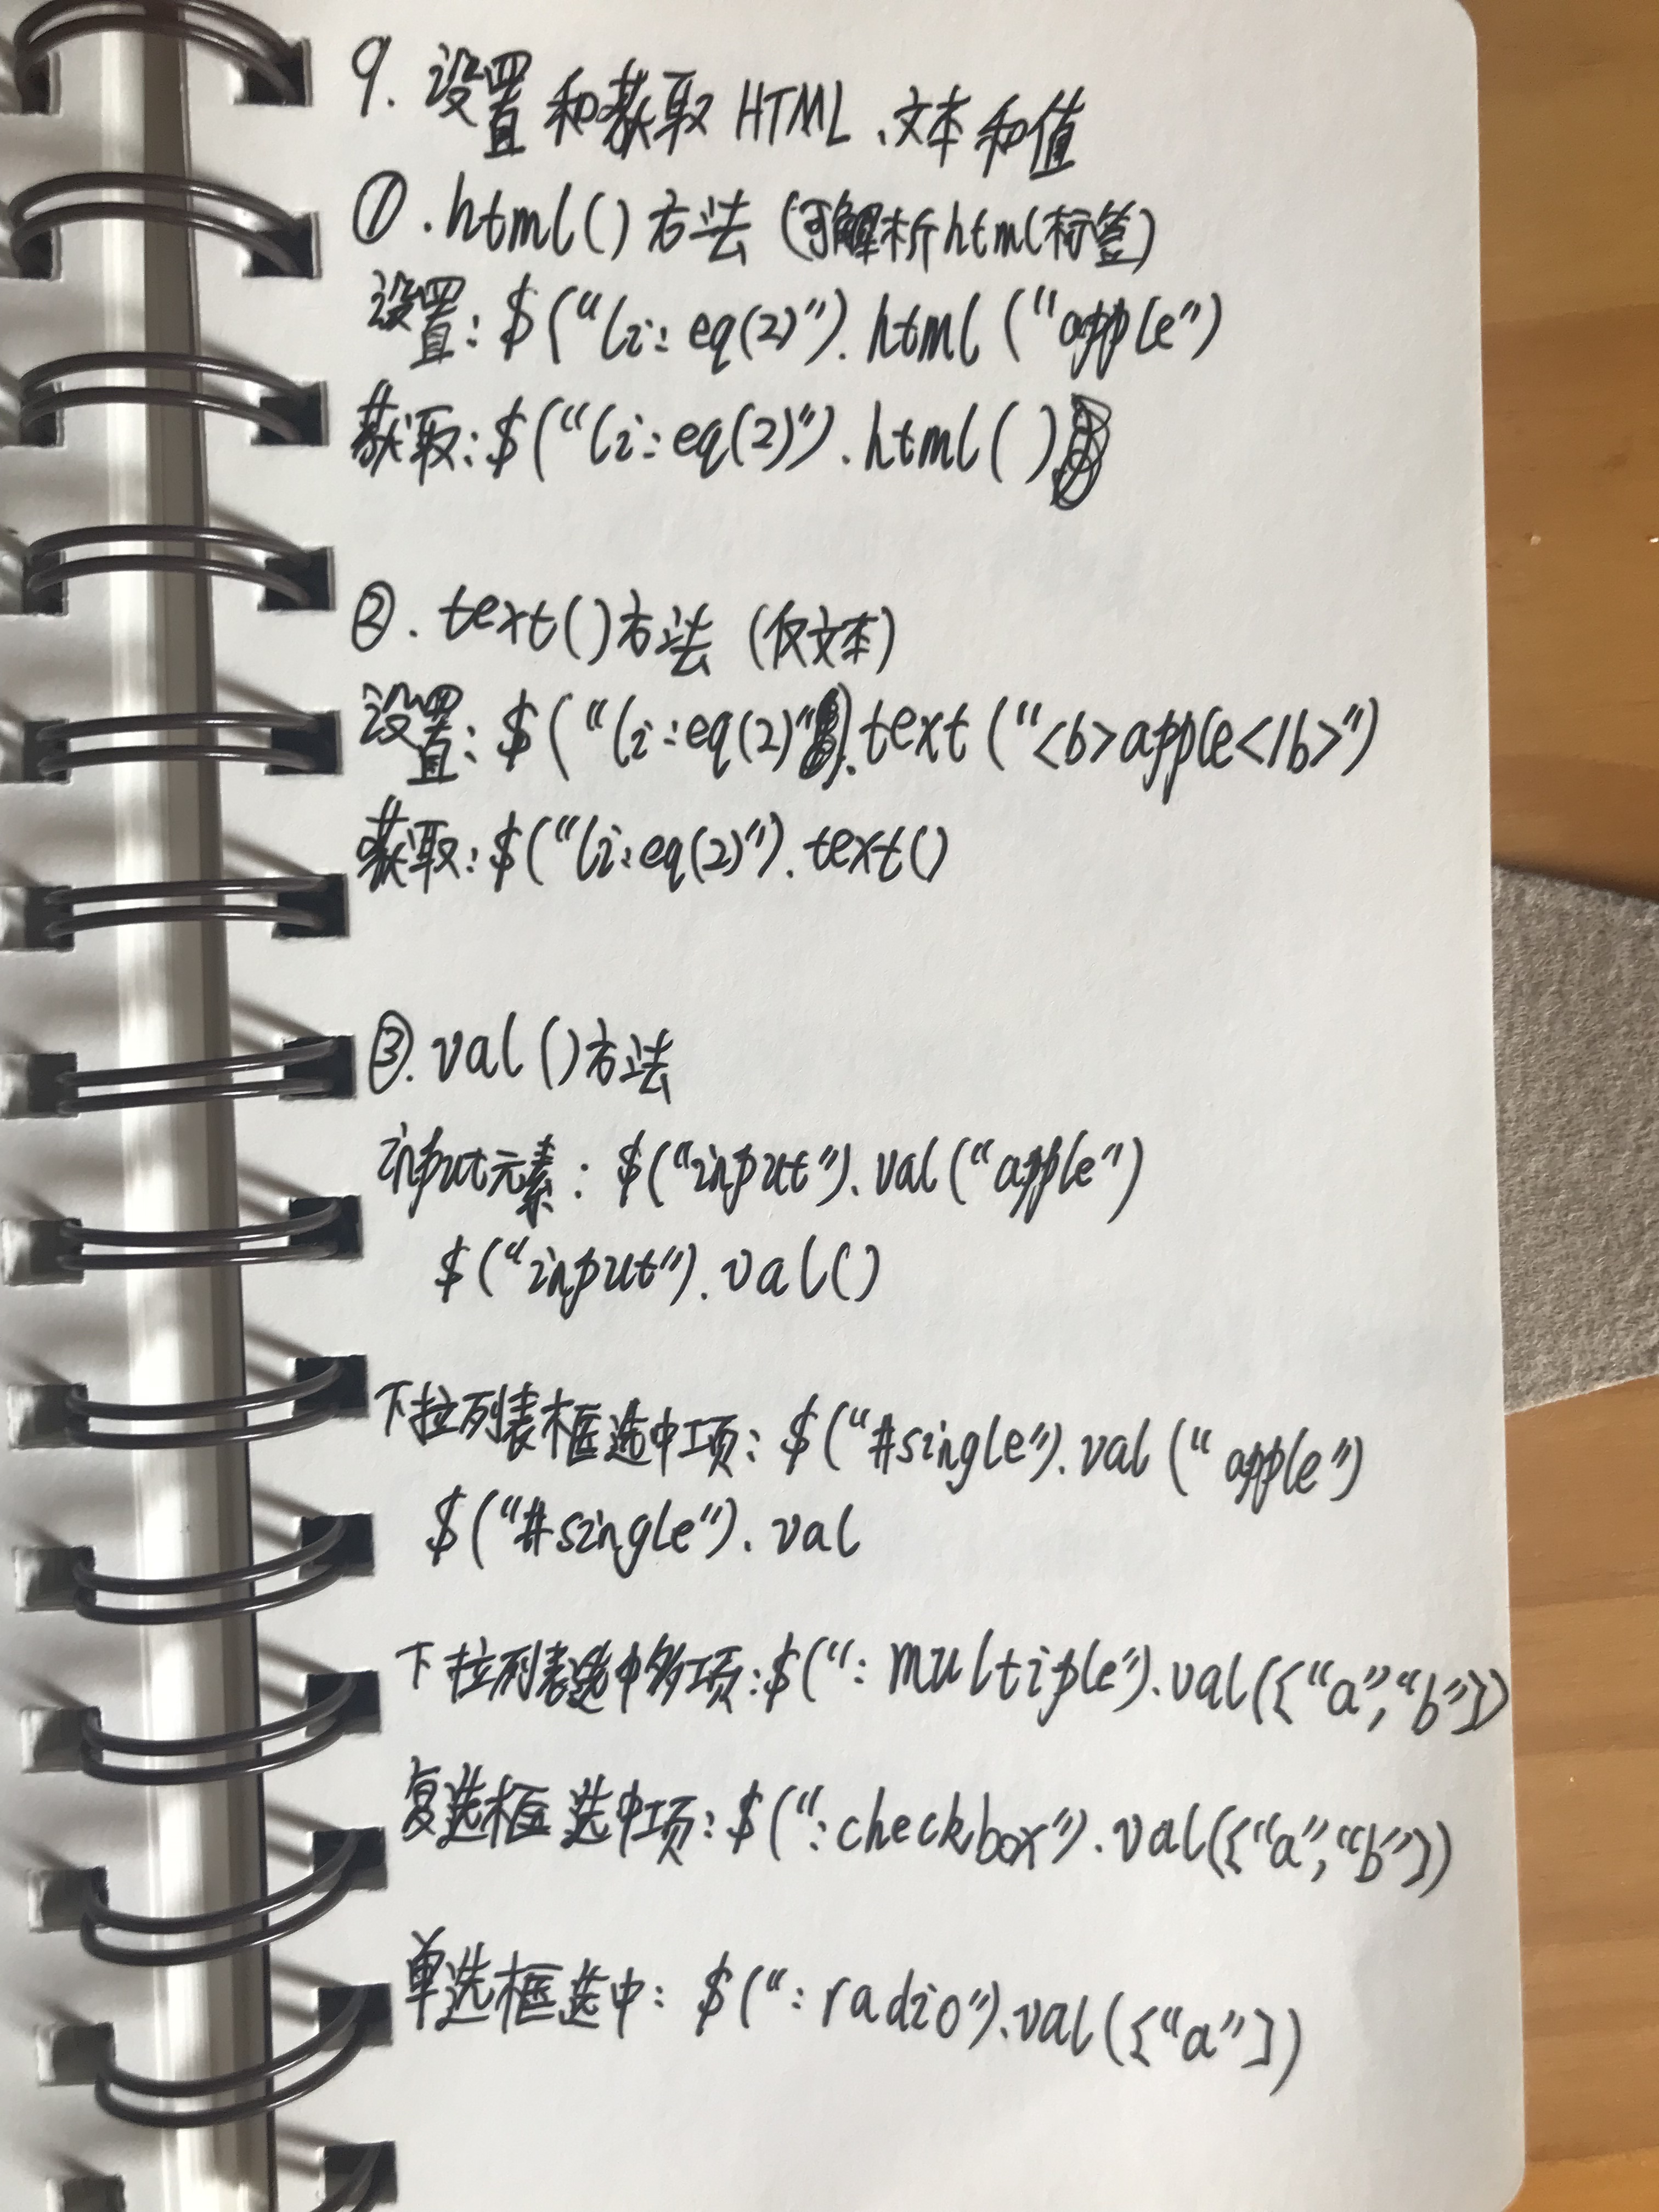 9. 设置和获取 HTML、文本和值
①.html()方法 (可解析html标签)
设置: $("li:eq(2)").html("apple")
获取: $("li:eq(2)").html()
②.text()方法 (仅文本)
设置: $("li:eq(2)").text("<b>apple</b>")
获取: $("li:eq(2)").text()
③.val()方法
input元素: $("input").val("apple")
$("input").val()
下拉列表框选中项: $("#single").val("apple")
$("#single").val
下拉列表选中多项: $(":multiple").val(["a","b"])
复选框选中项: $(":checkbox").val(["a","b"])
单选框选中: $(":radio").val(["a"])